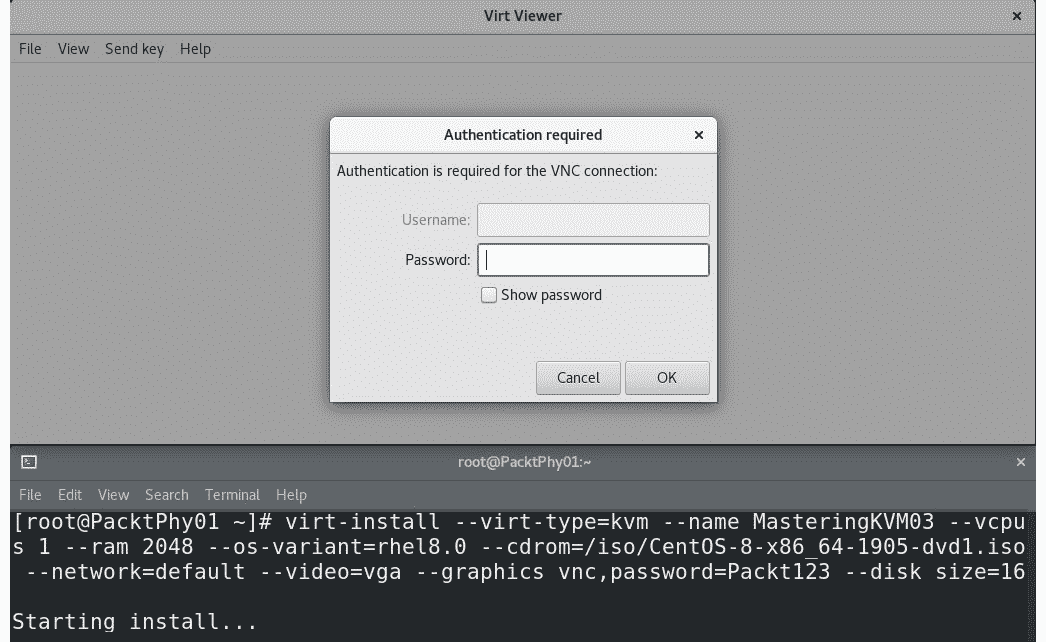 Virt Viewer
File View Send key Help
Authentication required
Authentication is required for the VNC connection:
Username:
Password:
Show password
Cancel OK
root@PacktPhy01:~
File Edit View Search Terminal Help
[root@PacktPhy01 ~]# virt-install --virt-type=kvm --name MasteringKVM03 --vcpu
s 1 --ram 2048 --os-variant=rhel8.0 --cdrom=/iso/CentOS-8-x86_64-1905-dvd1.iso
--network=default --video=vga --graphics vnc,password=Packt123 --disk size=16
Starting install...